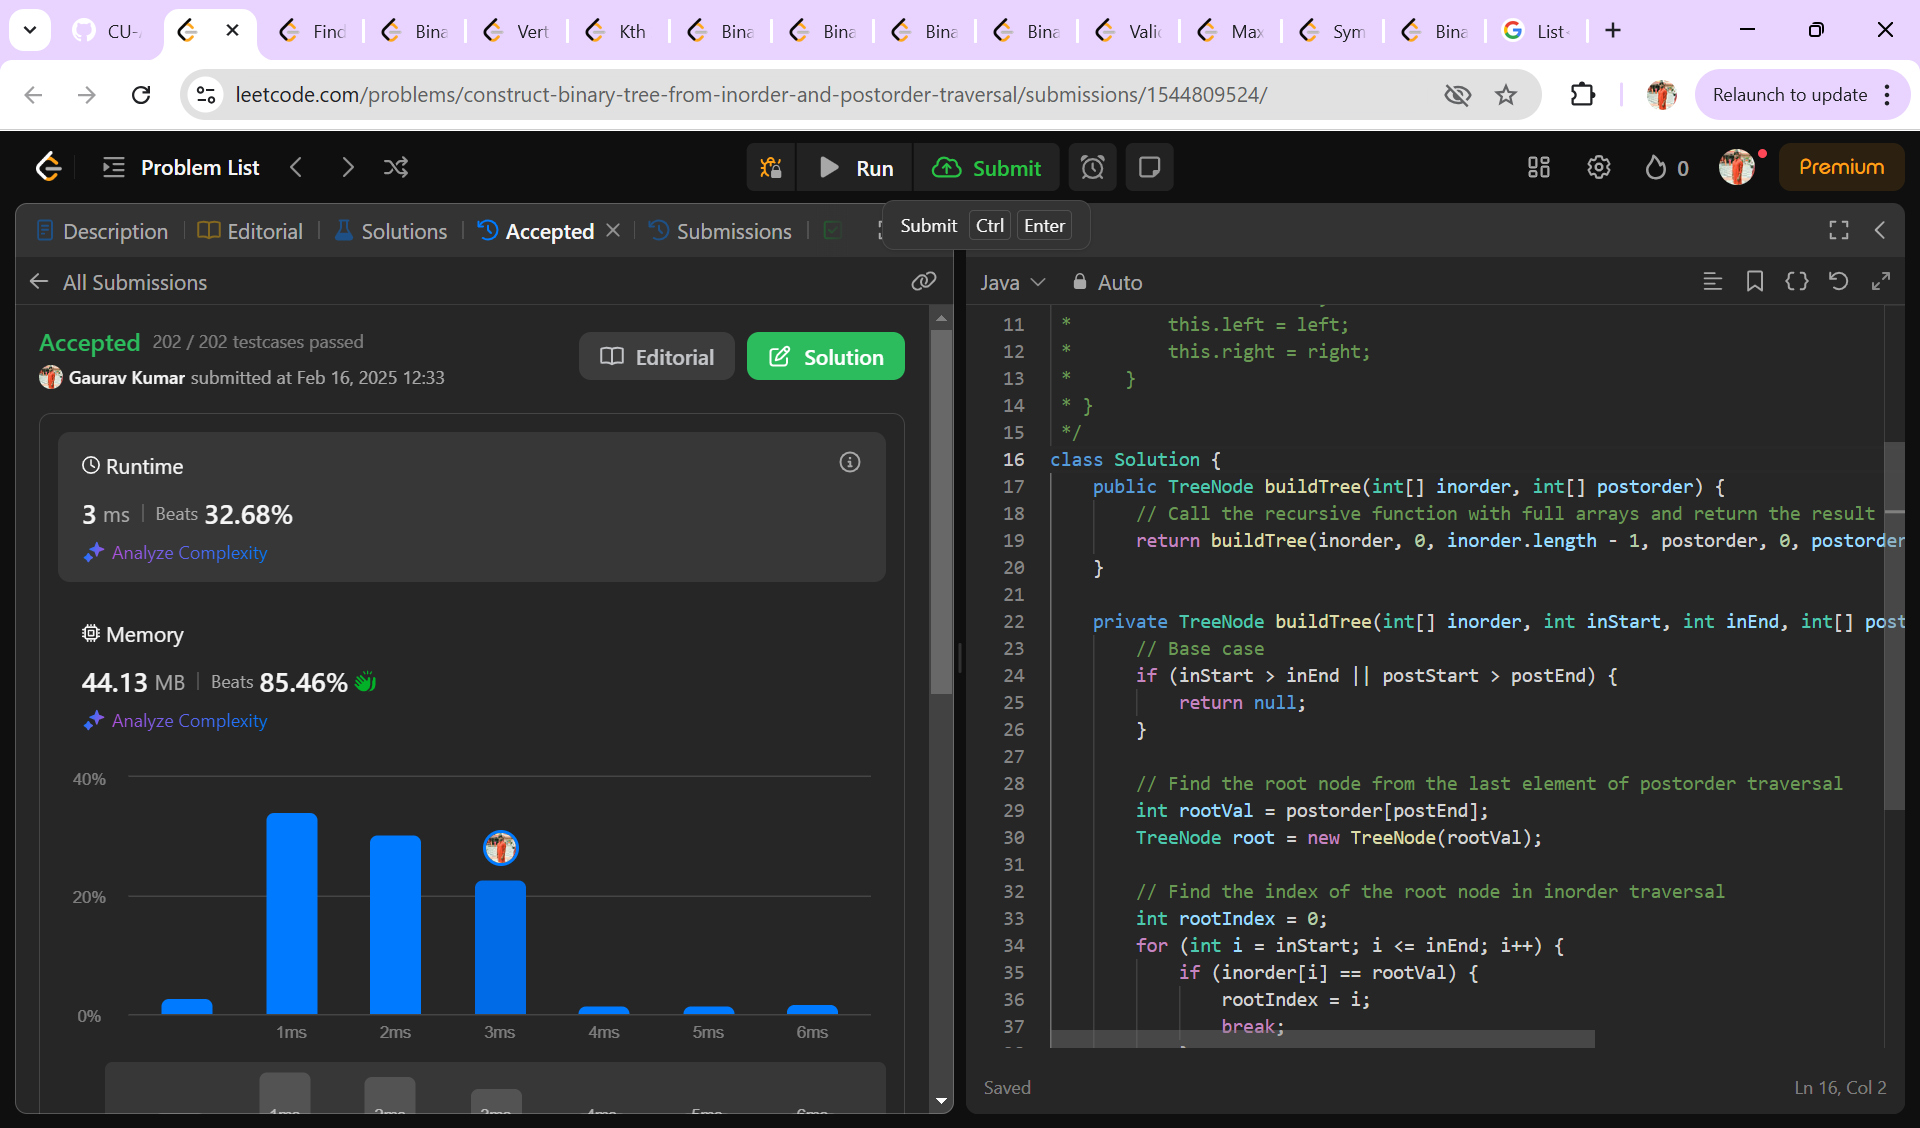 CU-
Find
Bina
Vert
Kth
Bina
Bina
Bina
Bina
Valid
Max
Sym
Bina
List
leetcode.com/problems/construct-binary-tree-from-inorder-and-postorder-traversal/submissions/1544809524/
Relaunch to update
Problem List
Run
Submit
0
Premium
Description
Editorial
Solutions
Accepted
Submissions
Submit Ctrl Enter
All Submissions
Java
Auto
Accepted 202 / 202 testcases passed
Gaurav Kumar submitted at Feb 16, 2025 12:33
Editorial
Solution
Runtime
3 ms | Beats 32.68%
Analyze Complexity
Memory
44.13 MB | Beats 85.46%
Analyze Complexity
40%
20%
0%
1ms 2ms 3ms 4ms 5ms 6ms
1ms 2ms 3ms 4ms 5ms 6ms
11 * this.left = left;
12 * this.right = right;
13 * }
14 * }
15 */
16 class Solution {
17 public TreeNode buildTree(int[] inorder, int[] postorder) {
18 // Call the recursive function with full arrays and return the result
19 return buildTree(inorder, 0, inorder.length - 1, postorder, 0, postorder
20 }
21
22 private TreeNode buildTree(int[] inorder, int inStart, int inEnd, int[] post
23 // Base case
24 if (inStart > inEnd || postStart > postEnd) {
25 return null;
26 }
27
28 // Find the root node from the last element of postorder traversal
29 int rootVal = postorder[postEnd];
30 TreeNode root = new TreeNode(rootVal);
31
32 // Find the index of the root node in inorder traversal
33 int rootIndex = 0;
34 for (int i = inStart; i <= inEnd; i++) {
35 if (inorder[i] == rootVal) {
36 rootIndex = i;
37 break;
Saved
Ln 16, Col 2